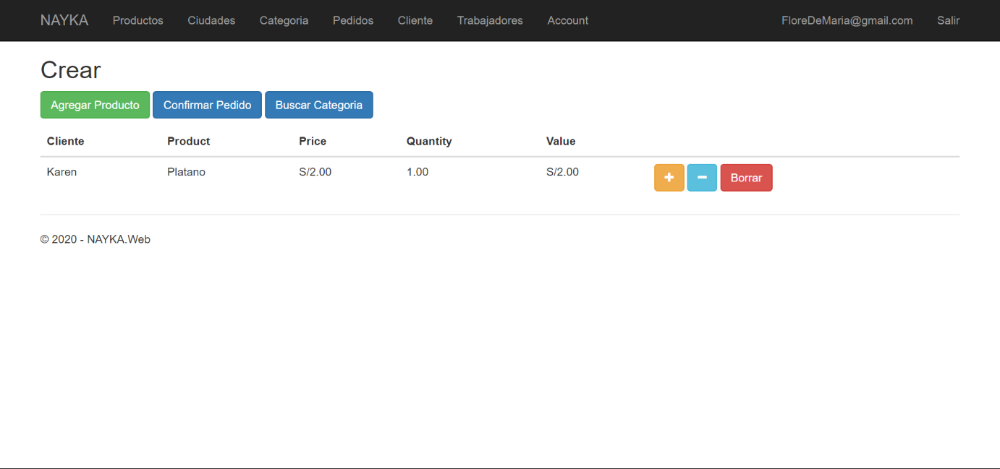 NAYKA Productos Ciudades Categoria Pedidos Cliente Trabajadores Account FloreDeMaria@gmail.com Salir
Crear
Agregar Producto Confirmar Pedido Buscar Categoria
Cliente Product Price Quantity Value
Karen Platano S/2.00 1.00 S/2.00 + − Borrar
© 2020 - NAYKA.Web